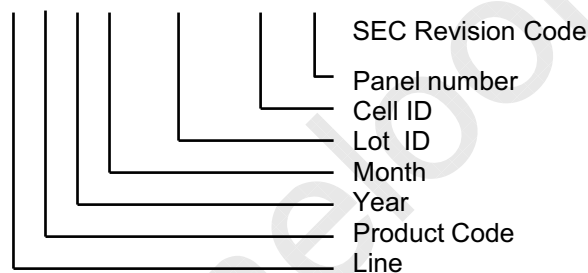 SEC Revision Code
Panel number
Cell ID
Lot ID
Month
Year
Product Code
Line